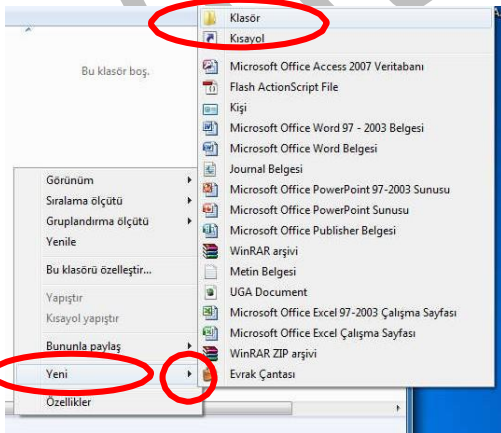 Bu klasör boş.
Görünüm
Sıralama ölçütü
Gruplandırma ölçütü
Yenile
Bu klasörü özelleştir...
Yapıştır
Kısayol yapıştır
Bununla paylaş
Yeni
Özellikler
Klasör
Kısayol
Microsoft Office Access 2007 Veritabanı
Flash ActionScript File
Kişi
Microsoft Office Word 97 - 2003 Belgesi
Microsoft Office Word Belgesi
Journal Belgesi
Microsoft Office PowerPoint 97-2003 Sunusu
Microsoft Office PowerPoint Sunusu
Microsoft Office Publisher Belgesi
WinRAR arşivi
Metin Belgesi
UGA Document
Microsoft Office Excel 97-2003 Çalışma Sayfası
Microsoft Office Excel Çalışma Sayfası
WinRAR ZIP arşivi
Evrak Çantası